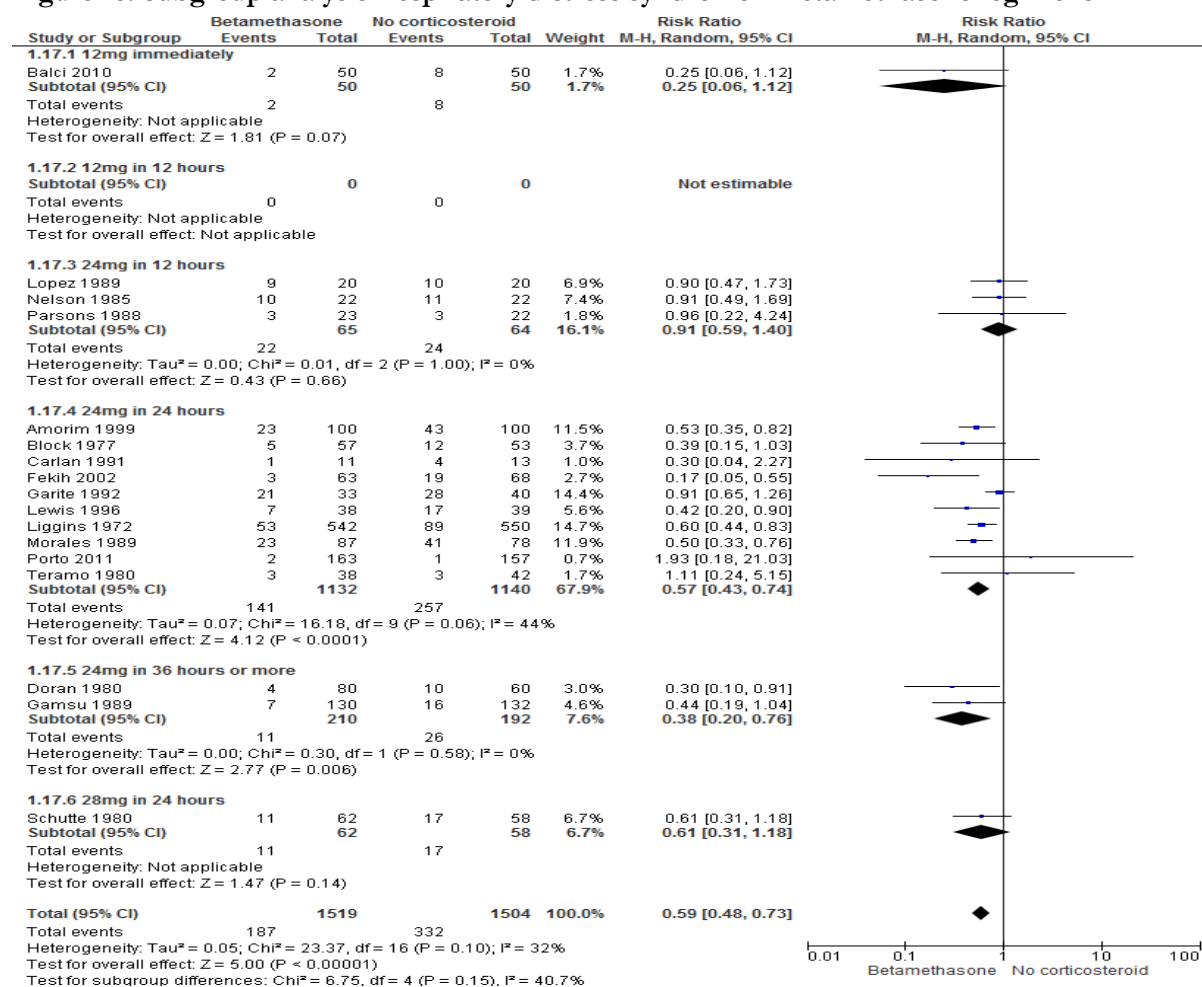 Betamethasone No corticosteroid Risk Ratio Risk Ratio
Study or Subgroup Events Total Events Total Weight M-H, Random, 95% CI M-H, Random, 95% CI
1.17.1 12mg immediately
Balci 2010 2 50 8 50 1.7% 0.25 [0.06, 1.12]
Subtotal (95% CI) 50 50 1.7% 0.25 [0.06, 1.12]
Total events 2 8
Heterogeneity: Not applicable
Test for overall effect: Z = 1.81 (P = 0.07)
1.17.2 12mg in 12 hours
Subtotal (95% CI) 0 0 Not estimable
Total events 0 0
Heterogeneity: Not applicable
Test for overall effect: Not applicable
1.17.3 24mg in 12 hours
Lopez 1989 9 20 10 20 6.9% 0.90 [0.47, 1.73]
Nelson 1985 10 22 11 22 7.4% 0.91 [0.49, 1.69]
Parsons 1988 3 23 3 22 1.8% 0.96 [0.22, 4.24]
Subtotal (95% CI) 65 64 16.1% 0.91 [0.59, 1.40]
Total events 22 24
Heterogeneity: Tau² = 0.00; Chi² = 0.01, df = 2 (P = 1.00); I² = 0%
Test for overall effect: Z = 0.43 (P = 0.66)
1.17.4 24mg in 24 hours
Amorim 1999 23 100 43 100 11.5% 0.53 [0.35, 0.82]
Block 1977 5 57 12 53 3.7% 0.39 [0.15, 1.03]
Carlan 1991 1 11 4 13 1.0% 0.30 [0.04, 2.27]
Fekih 2002 3 63 19 68 2.7% 0.17 [0.05, 0.55]
Garite 1992 21 33 28 40 14.4% 0.91 [0.65, 1.26]
Lewis 1996 7 38 17 39 5.6% 0.42 [0.20, 0.90]
Liggins 1972 53 542 89 550 14.7% 0.60 [0.44, 0.83]
Morales 1989 23 87 41 78 11.9% 0.50 [0.33, 0.76]
Porto 2011 2 163 1 157 0.7% 1.93 [0.18, 21.03]
Teramo 1980 3 38 3 42 1.7% 1.11 [0.24, 5.15]
Subtotal (95% CI) 1132 1140 67.9% 0.57 [0.43, 0.74]
Total events 141 257
Heterogeneity: Tau² = 0.07; Chi² = 16.18, df = 9 (P = 0.06); I² = 44%
Test for overall effect: Z = 4.12 (P < 0.0001)
1.17.5 24mg in 36 hours or more
Doran 1980 4 80 10 60 3.0% 0.30 [0.10, 0.91]
Gamsu 1989 7 130 16 132 4.6% 0.44 [0.19, 1.04]
Subtotal (95% CI) 210 192 7.6% 0.38 [0.20, 0.76]
Total events 11 26
Heterogeneity: Tau² = 0.00; Chi² = 0.30, df = 1 (P = 0.58); I² = 0%
Test for overall effect: Z = 2.77 (P = 0.006)
1.17.6 28mg in 24 hours
Schutte 1980 11 62 17 58 6.7% 0.61 [0.31, 1.18]
Subtotal (95% CI) 62 58 6.7% 0.61 [0.31, 1.18]
Total events 11 17
Heterogeneity: Not applicable
Test for overall effect: Z = 1.47 (P = 0.14)
Total (95% CI) 1519 1504 100.0% 0.59 [0.48, 0.73]
Total events 187 332
Heterogeneity: Tau² = 0.05; Chi² = 23.37, df = 16 (P = 0.10); I² = 32%
Test for overall effect: Z = 5.00 (P < 0.00001)
Test for subgroup differences: Chi² = 6.75, df = 4 (P = 0.15), I² = 40.7%
0.01 0.1 1 10 100
Betamethasone No corticosteroid